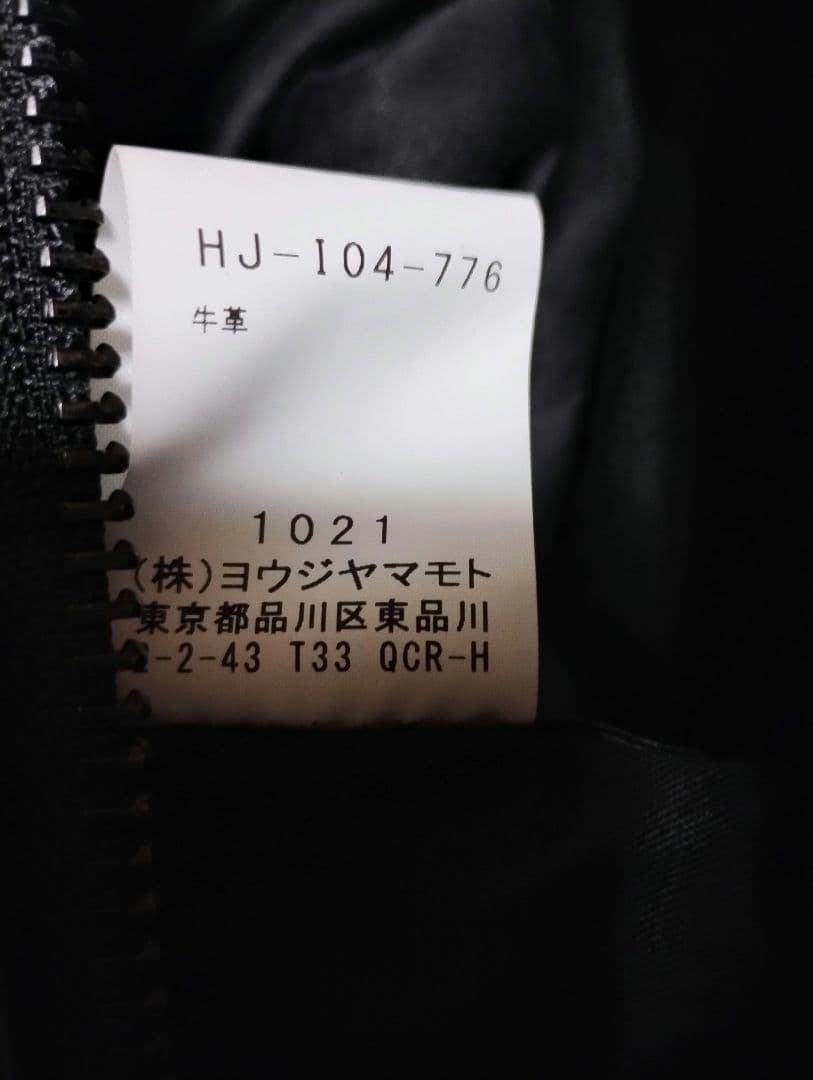 HJ-I04-776
牛革
1021
(株)ヨウジヤマモト
東京都品川区東品川
-2-43 T33 QCR-H